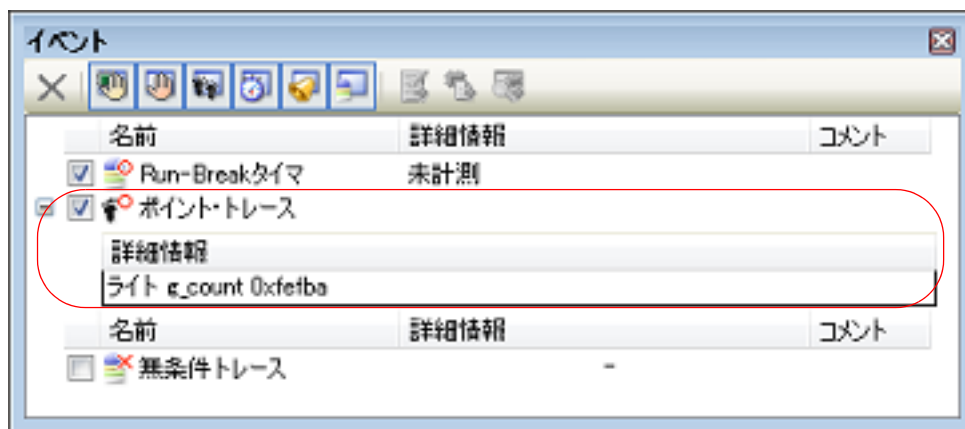 イベント
名前 詳細情報 コメント
Run-Breakタイマ 未計測
ポイント・トレース
詳細情報
ライト g_count 0xfefba
名前 詳細情報 コメント
無条件トレース -